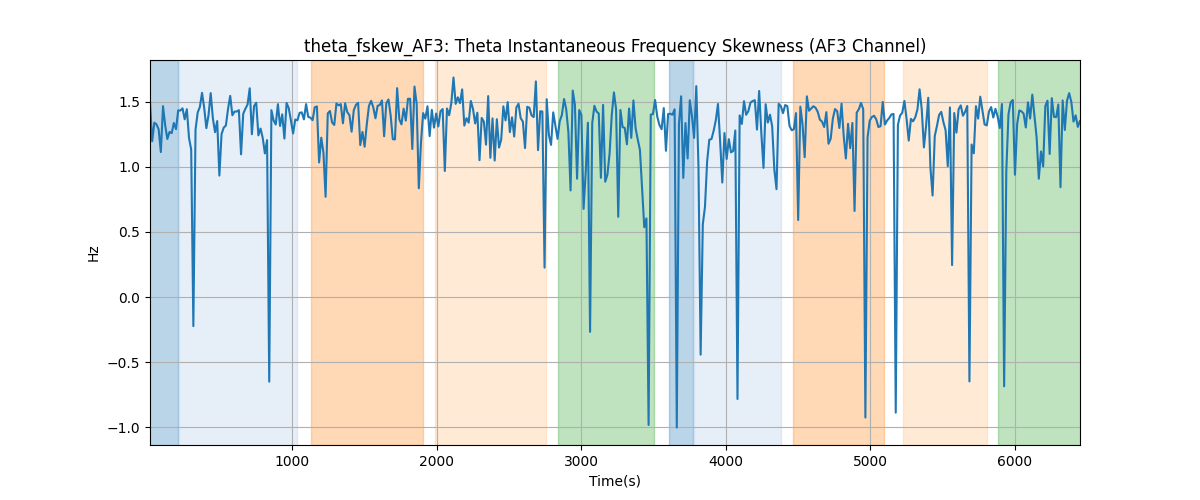 theta_fskew_AF3: Theta Instantaneous Frequency Skewness (AF3 Channel)
1.5
1.0
0.5
0.0
−0.5
−1.0
Hz
1000 2000 3000 4000 5000 6000
Time(s)